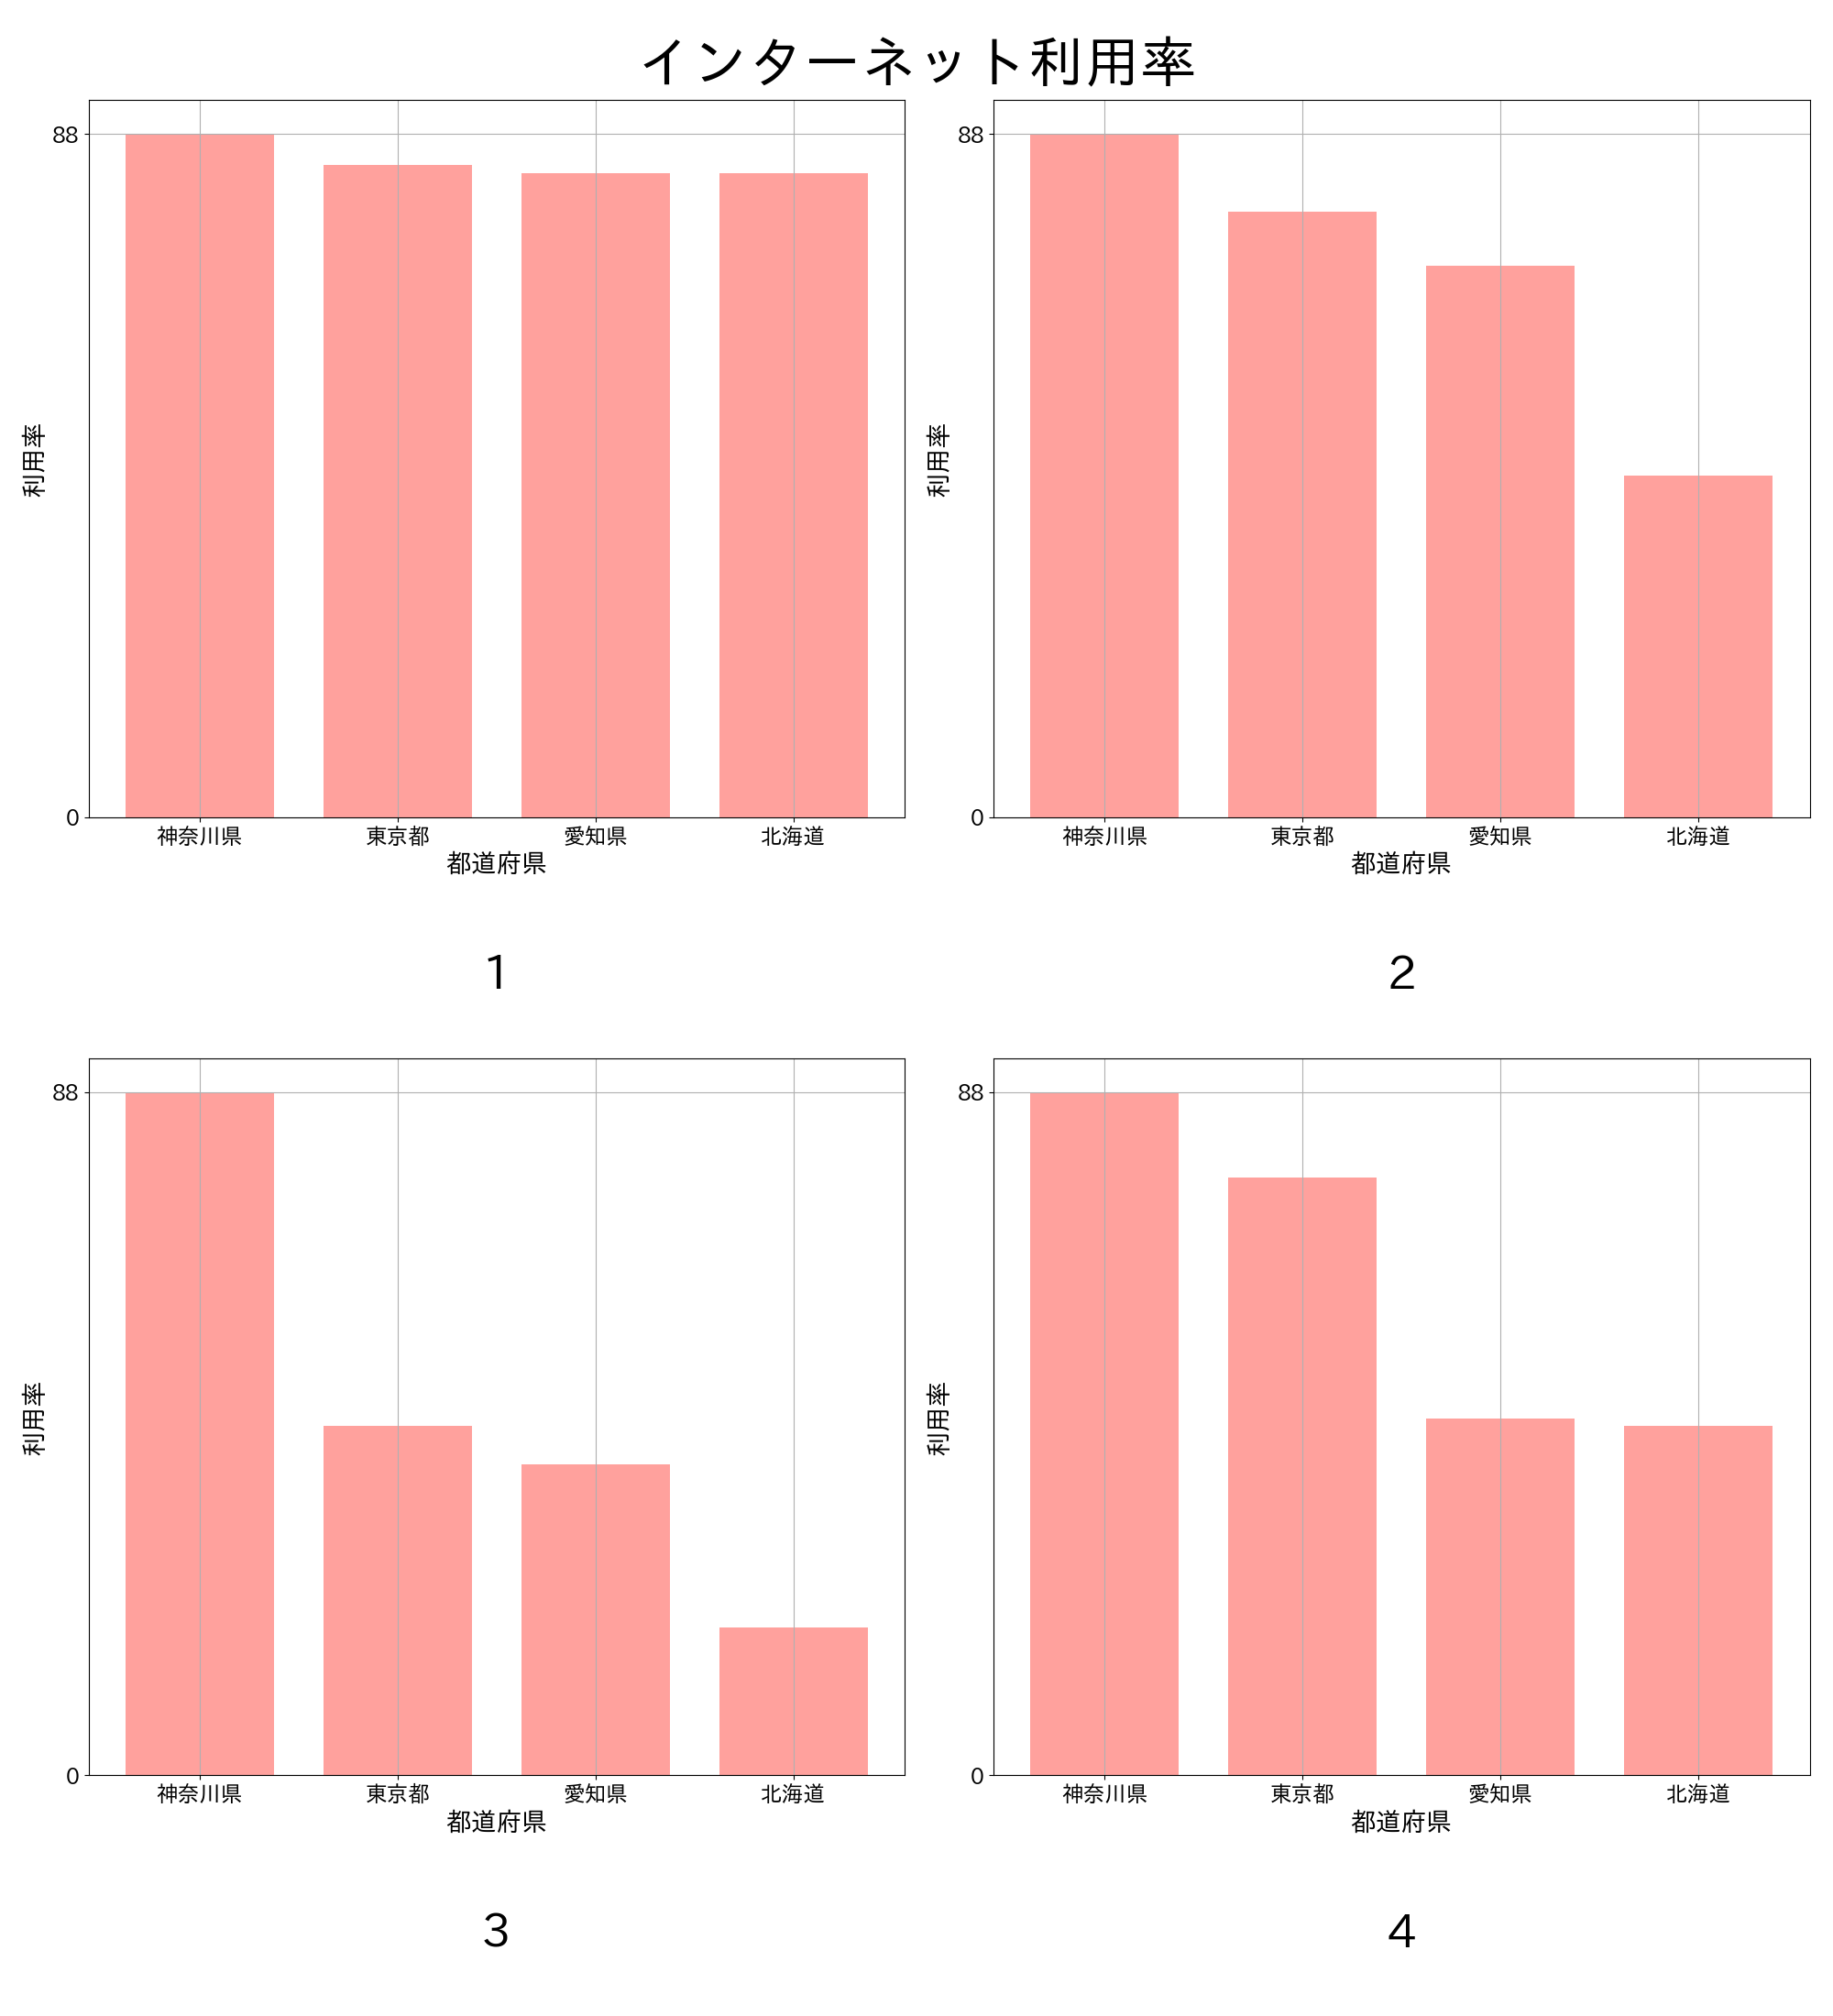 インターネット利用率
88
0
利用率
神奈川県 東京都 愛知県 北海道
都道府県
1
88
0
利用率
神奈川県 東京都 愛知県 北海道
都道府県
2
88
0
利用率
神奈川県 東京都 愛知県 北海道
都道府県
3
88
0
利用率
神奈川県 東京都 愛知県 北海道
都道府県
4